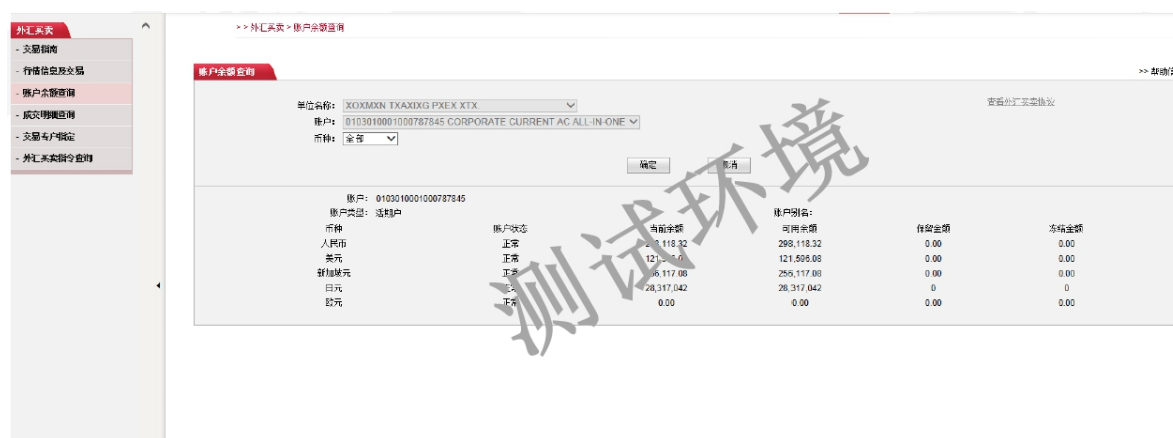 外汇买卖
- 交易指南
- 行情信息及交易
- 账户余额查询
- 成交明细查询
- 交易专户指定
- 外汇买卖指令查询
>> 外汇买卖 > 账户余额查询
账户余额查询
>> 帮助
查看外汇买卖协议
单位名称： XOXMXN TXAXIXG PXEX XTX.
账户： 0103010001000787845 CORPORATE CURRENT AC ALL-IN-ONE
币种： 全部
确定 取消
账户： 0103010001000787845
账户类型： 活期户 账户别名：
币种 账户状态 当前余额 可用余额 保留金额 冻结金额
人民币 正常 298,118.32 0.00 0.00
美元 正常 121,596.08 0.00 0.00
新加坡元 正常 256,117.08 0.00 0.00
日元 28,317,042 28,317,042 0 0
欧元 正常 0.00 0.00 0.00 0.00
测试环境